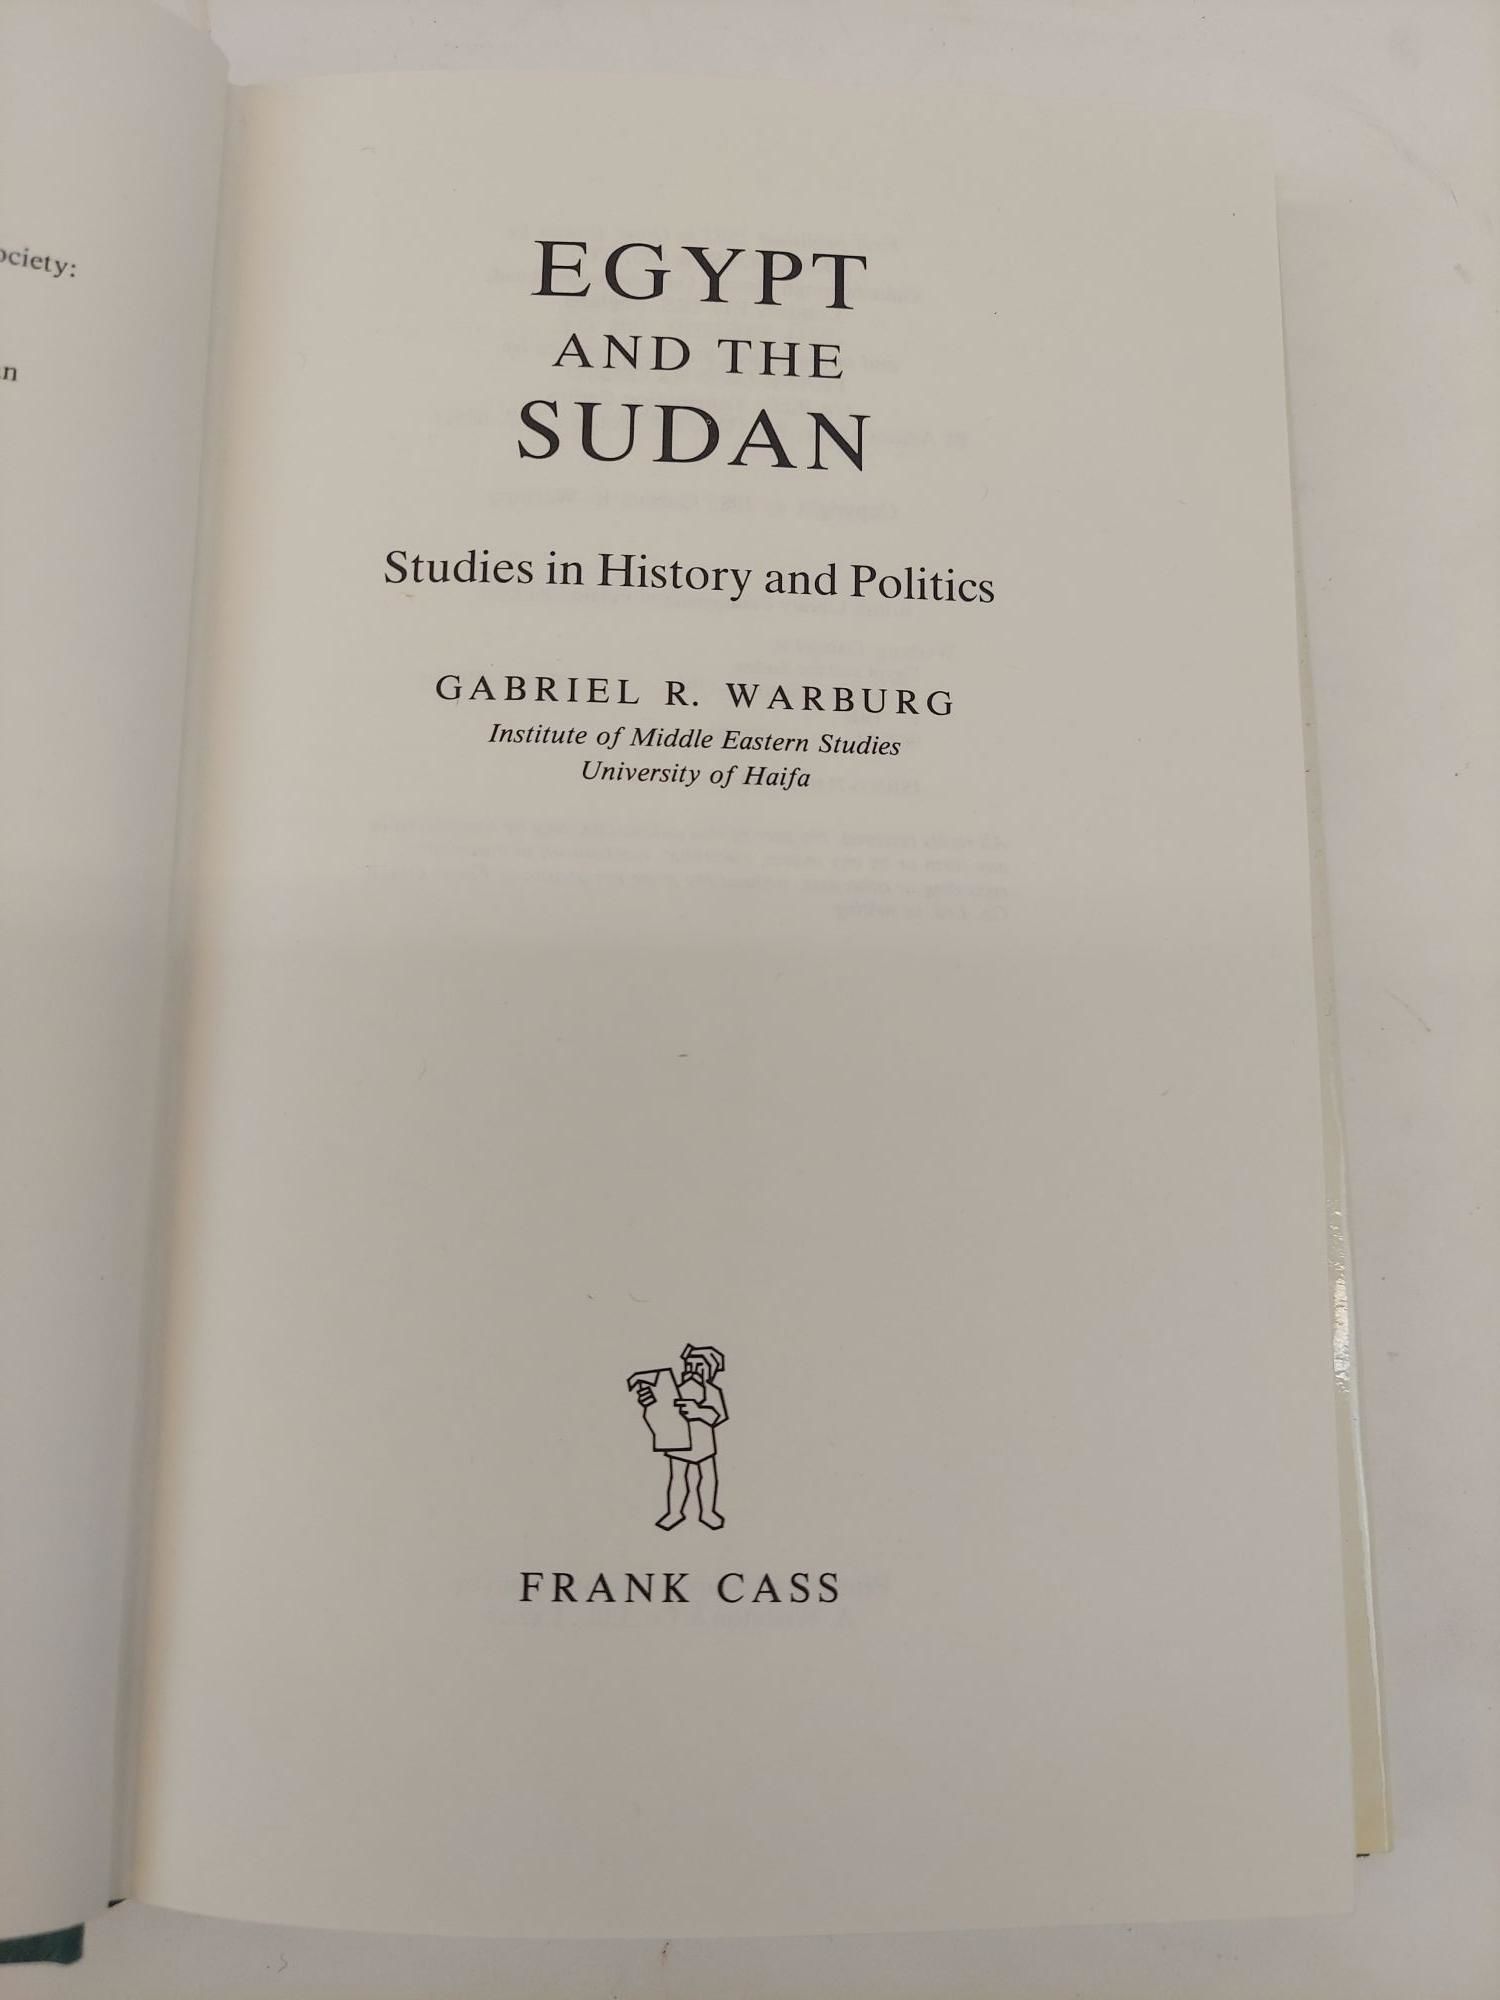 ociety:
n
EGYPT
AND THE
SUDAN
Studies in History and Politics
GABRIEL R. WARBURG
Institute of Middle Eastern Studies
University of Haifa
FRANK CASS